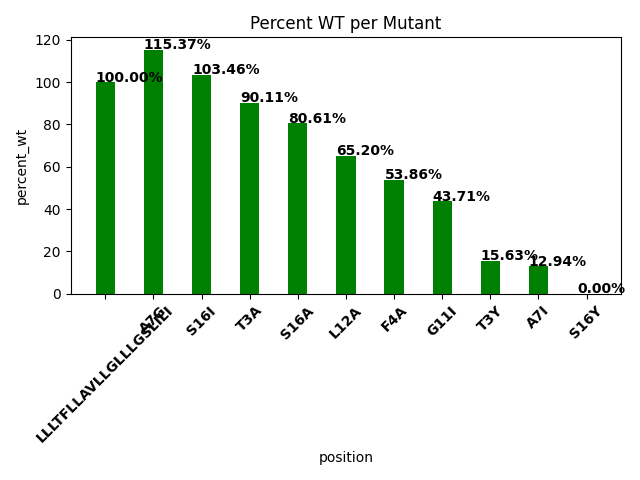 Percent WT per Mutant
percent_wt
120
100
80
60
40
20
0
100.00%
115.37%
103.46%
90.11%
80.61%
65.20%
53.86%
43.71%
15.63%
12.94%
0.00%
S16I
T3A
S16A
L12A
F4A
G11I
T3Y
A7I
S16Y
position